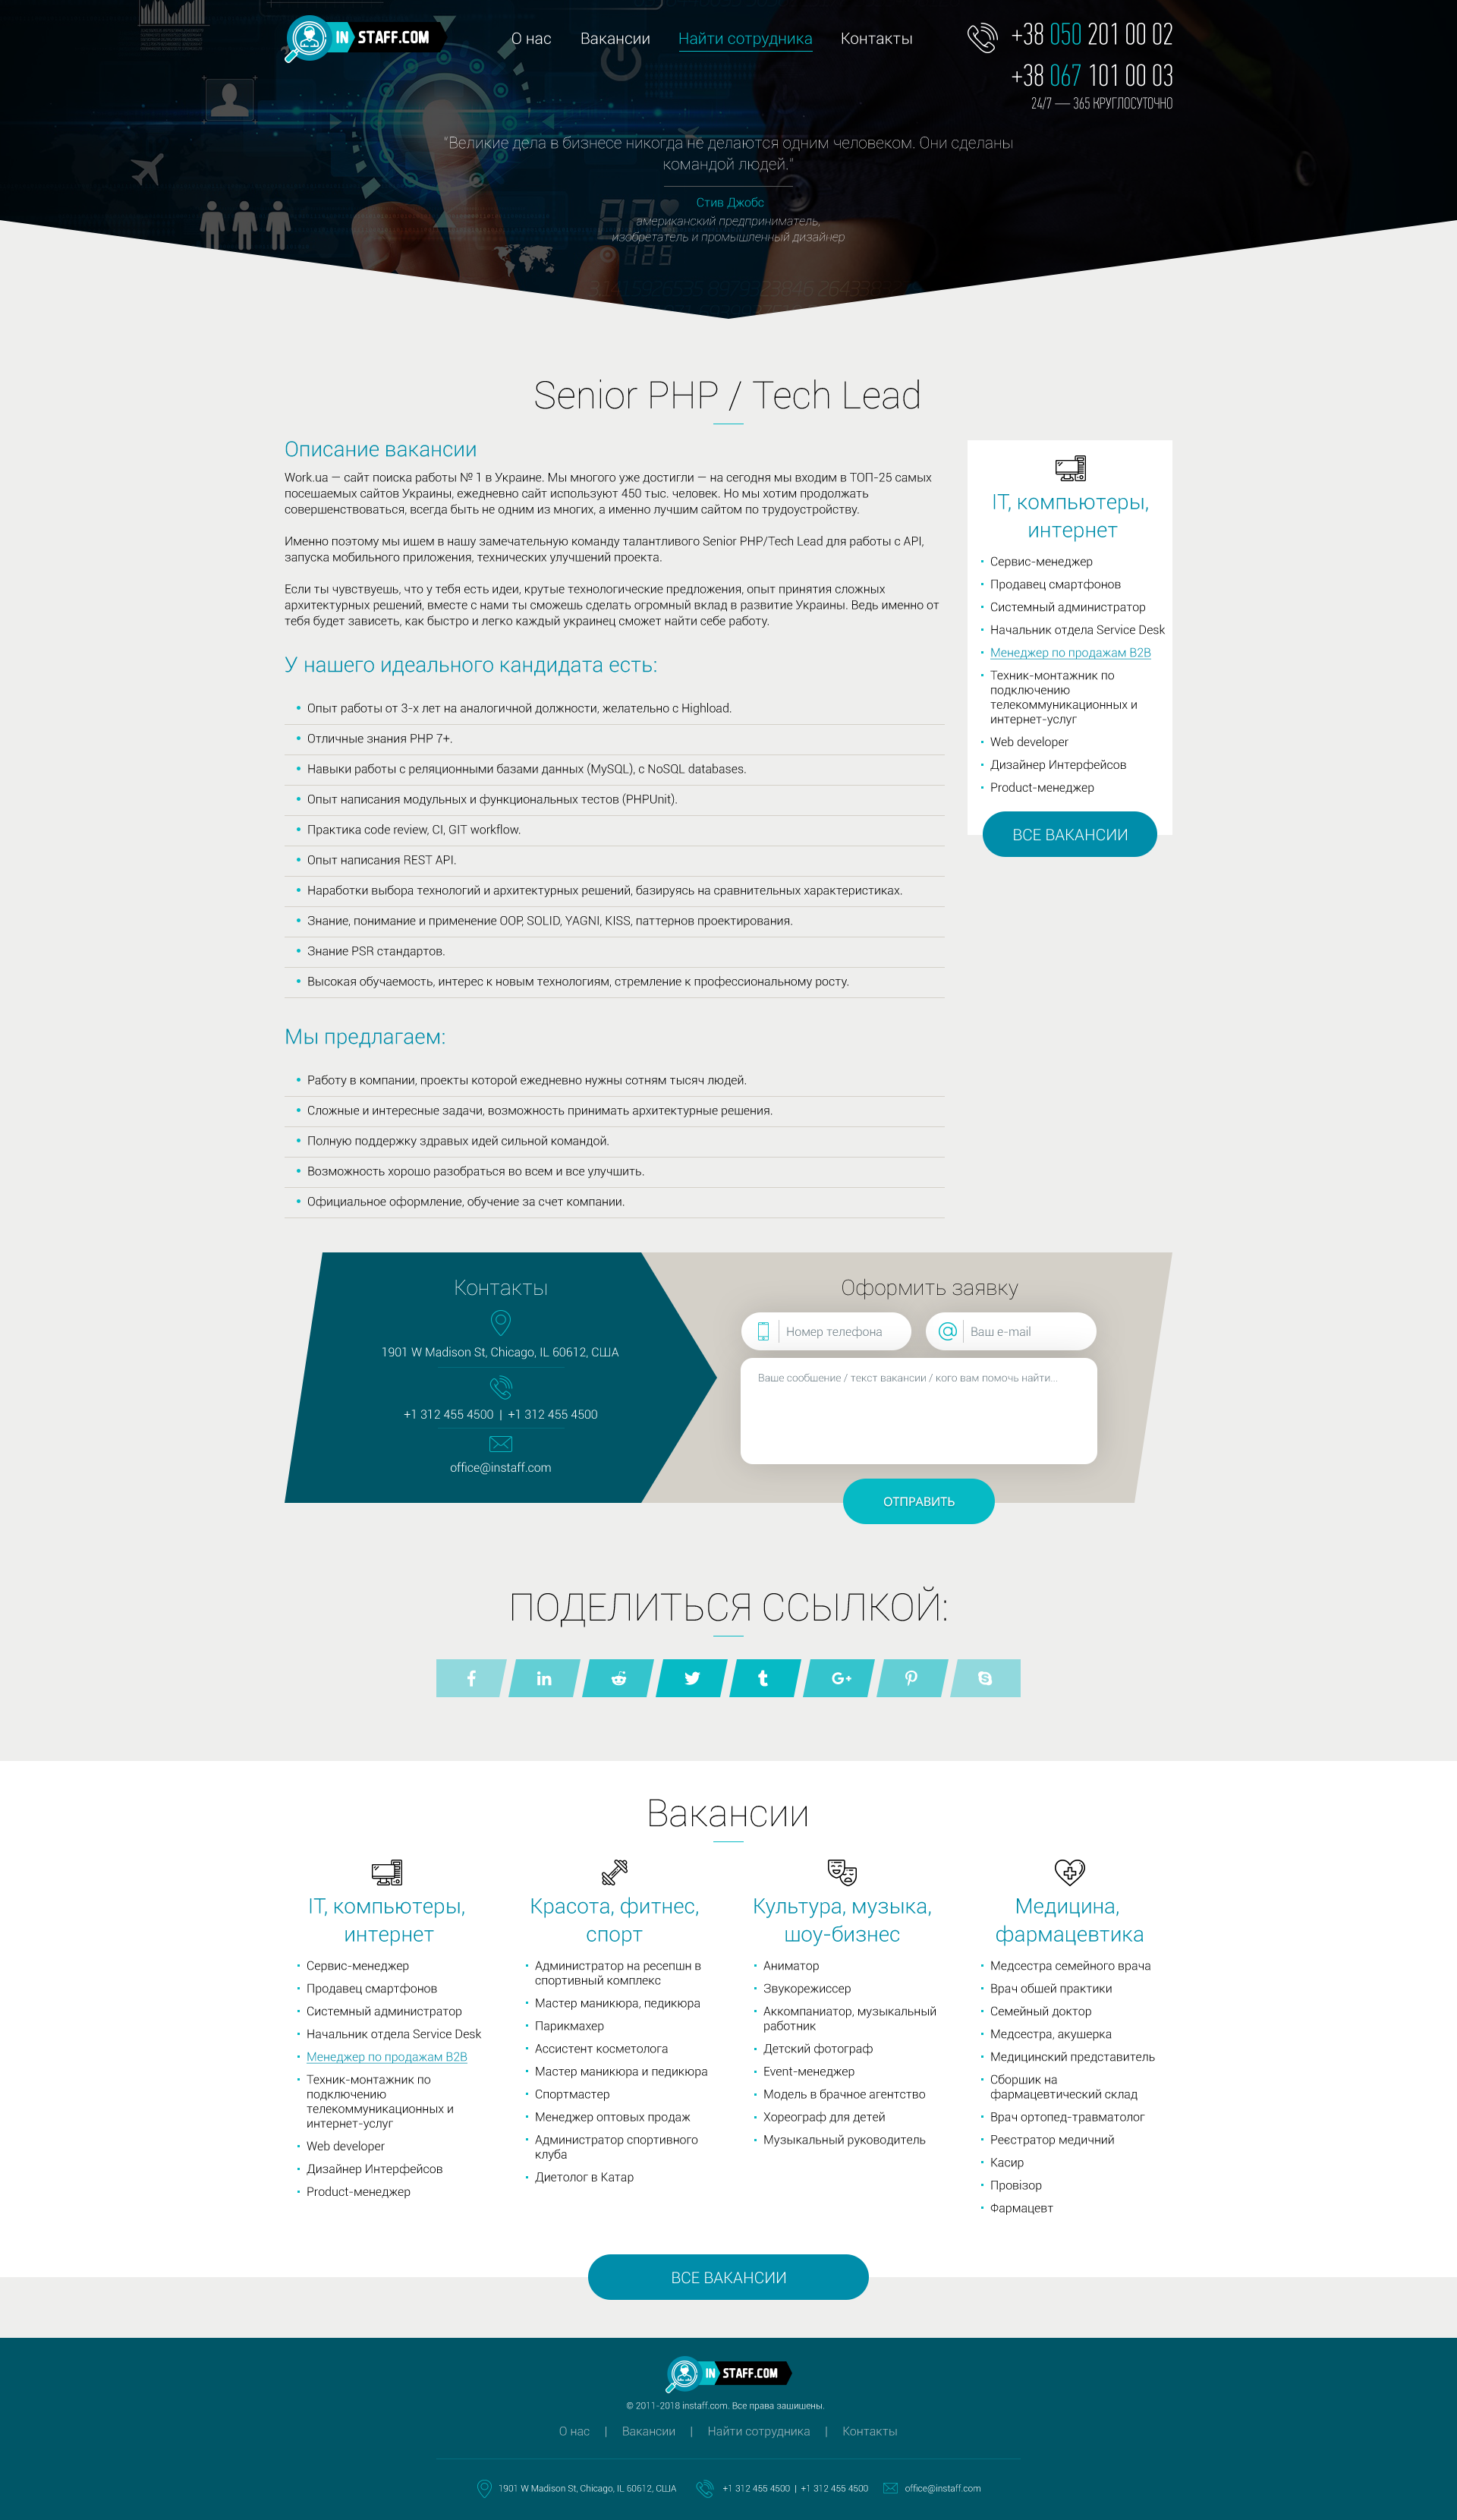 IN STAFF.COM
О нас
Вакансии
Найти сотрудника
Контакты
+38 050 201 00 02
+38 067 101 00 03
24/7 — 365 КРУГЛОСУТОЧНО
"Великие дела в бизнесе никогда не делаются одним человеком. Они сделаны
командой людей."
Стив Джобс
американский предприниматель,
изобретатель и промышленный дизайнер
Senior PHP / Tech Lead
Описание вакансии
Work.ua — сайт поиска работы № 1 в Украине. Мы многого уже достигли — на сегодня мы входим в ТОП-25 самых
посещаемых сайтов Украины, ежедневно сайт используют 450 тыс. человек. Но мы хотим продолжать
совершенствоваться, всегда быть не одним из многих, а именно лучшим сайтом по трудоустройству.
Именно поэтому мы ищем в нашу замечательную команду талантливого Senior PHP/Tech Lead для работы с API,
запуска мобильного приложения, технических улучшений проекта.
Если ты чувствуешь, что у тебя есть идеи, крутые технологические предложения, опыт принятия сложных
архитектурных решений, вместе с нами ты сможешь сделать огромный вклад в развитие Украины. Ведь именно от
тебя будет зависеть, как быстро и легко каждый украинец сможет найти себе работу.
У нашего идеального кандидата есть:
Опыт работы от 3-х лет на аналогичной должности, желательно с Highload.
Отличные знания PHP 7+.
Навыки работы с реляционными базами данных (MySQL), с NoSQL databases.
Опыт написания модульных и функциональных тестов (PHPUnit).
Практика code review, CI, GIT workflow.
Опыт написания REST API.
Наработки выбора технологий и архитектурных решений, базируясь на сравнительных характеристиках.
Знание, понимание и применение OOP, SOLID, YAGNI, KISS, паттернов проектирования.
Знание PSR стандартов.
Высокая обучаемость, интерес к новым технологиям, стремление к профессиональному росту.
Мы предлагаем:
Работу в компании, проекты которой ежедневно нужны сотням тысяч людей.
Сложные и интересные задачи, возможность принимать архитектурные решения.
Полную поддержку здравых идей сильной командой.
Возможность хорошо разобраться во всем и все улучшить.
Официальное оформление, обучение за счет компании.
IT, компьютеры,
интернет
Сервис-менеджер
Продавец смартфонов
Системный администратор
Начальник отдела Service Desk
Менеджер по продажам B2B
Техник-монтажник по
подключению
телекоммуникационных и
интернет-услуг
Web developer
Дизайнер Интерфейсов
Product-менеджер
ВСЕ ВАКАНСИИ
Контакты
1901 W Madison St, Chicago, IL 60612, США
+1 312 455 4500 | +1 312 455 4500
office@instaff.com
Оформить заявку
Номер телефона
Ваш e-mail
Ваше сообщение / текст вакансии / кого вам помочь найти...
ОТПРАВИТЬ
ПОДЕЛИТЬСЯ ССЫЛКОЙ:
Вакансии
IT, компьютеры,
интернет
Сервис-менеджер
Продавец смартфонов
Системный администратор
Начальник отдела Service Desk
Менеджер по продажам B2B
Техник-монтажник по
подключению
телекоммуникационных и
интернет-услуг
Web developer
Дизайнер Интерфейсов
Product-менеджер
Красота, фитнес,
спорт
Администратор на ресепшн в
спортивный комплекс
Мастер маникюра, педикюра
Парикмахер
Ассистент косметолога
Мастер маникюра и педикюра
Спортмастер
Менеджер оптовых продаж
Администратор спортивного
клуба
Диетолог в Катар
Культура, музыка,
шоу-бизнес
Аниматор
Звукорежиссер
Аккомпаниатор, музыкальный
работник
Детский фотограф
Event-менеджер
Модель в брачное агентство
Хореограф для детей
Музыкальный руководитель
Медицина,
фармацевтика
Медсестра семейного врача
Врач общей практики
Семейный доктор
Медсестра, акушерка
Медицинский представитель
Сборщик на
фармацевтический склад
Врач ортопед-травматолог
Реєстратор медичний
Касир
Провізор
Фармацевт
ВСЕ ВАКАНСИИ
IN STAFF.COM
© 2011-2018 instaff.com. Все права защищены.
О нас | Вакансии | Найти сотрудника | Контакты
1901 W Madison St, Chicago, IL 60612, США
+1 312 455 4500 | +1 312 455 4500
office@instaff.com